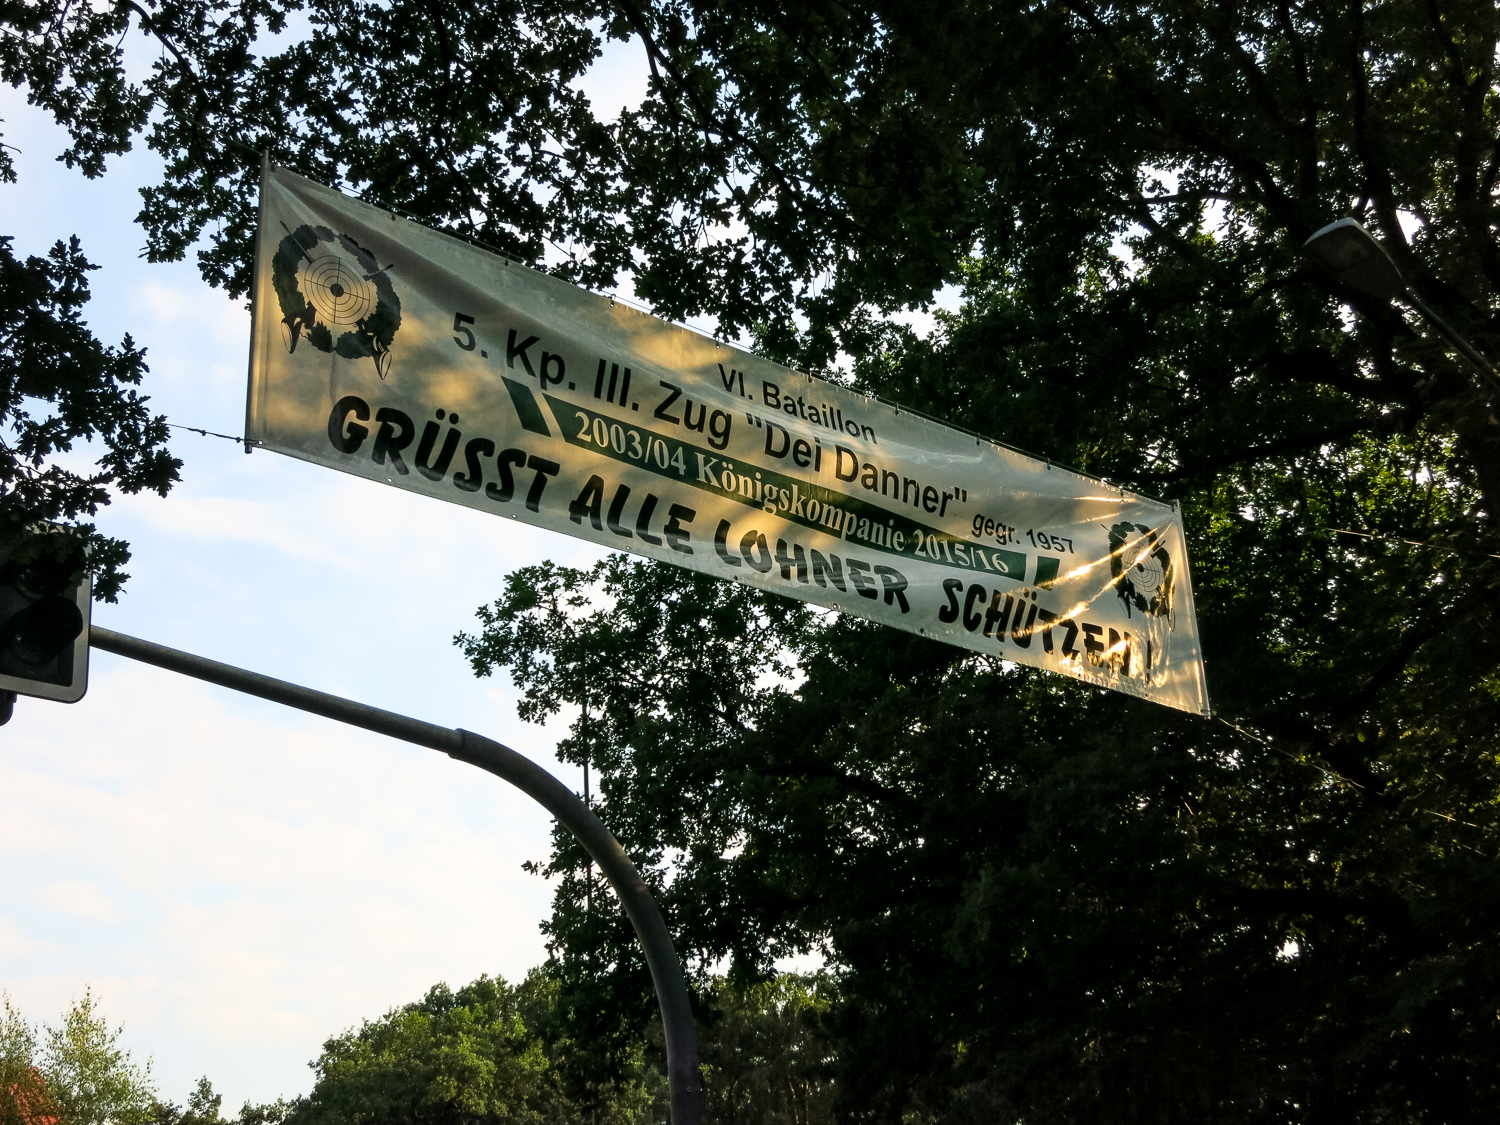 VI. Bataillon
5. Kp. III. Zug "Dei Danner" gegr. 1957
2003/04 Königskompanie 2015/16
GRÜSST ALLE LOHNER SCHÜTZEN!